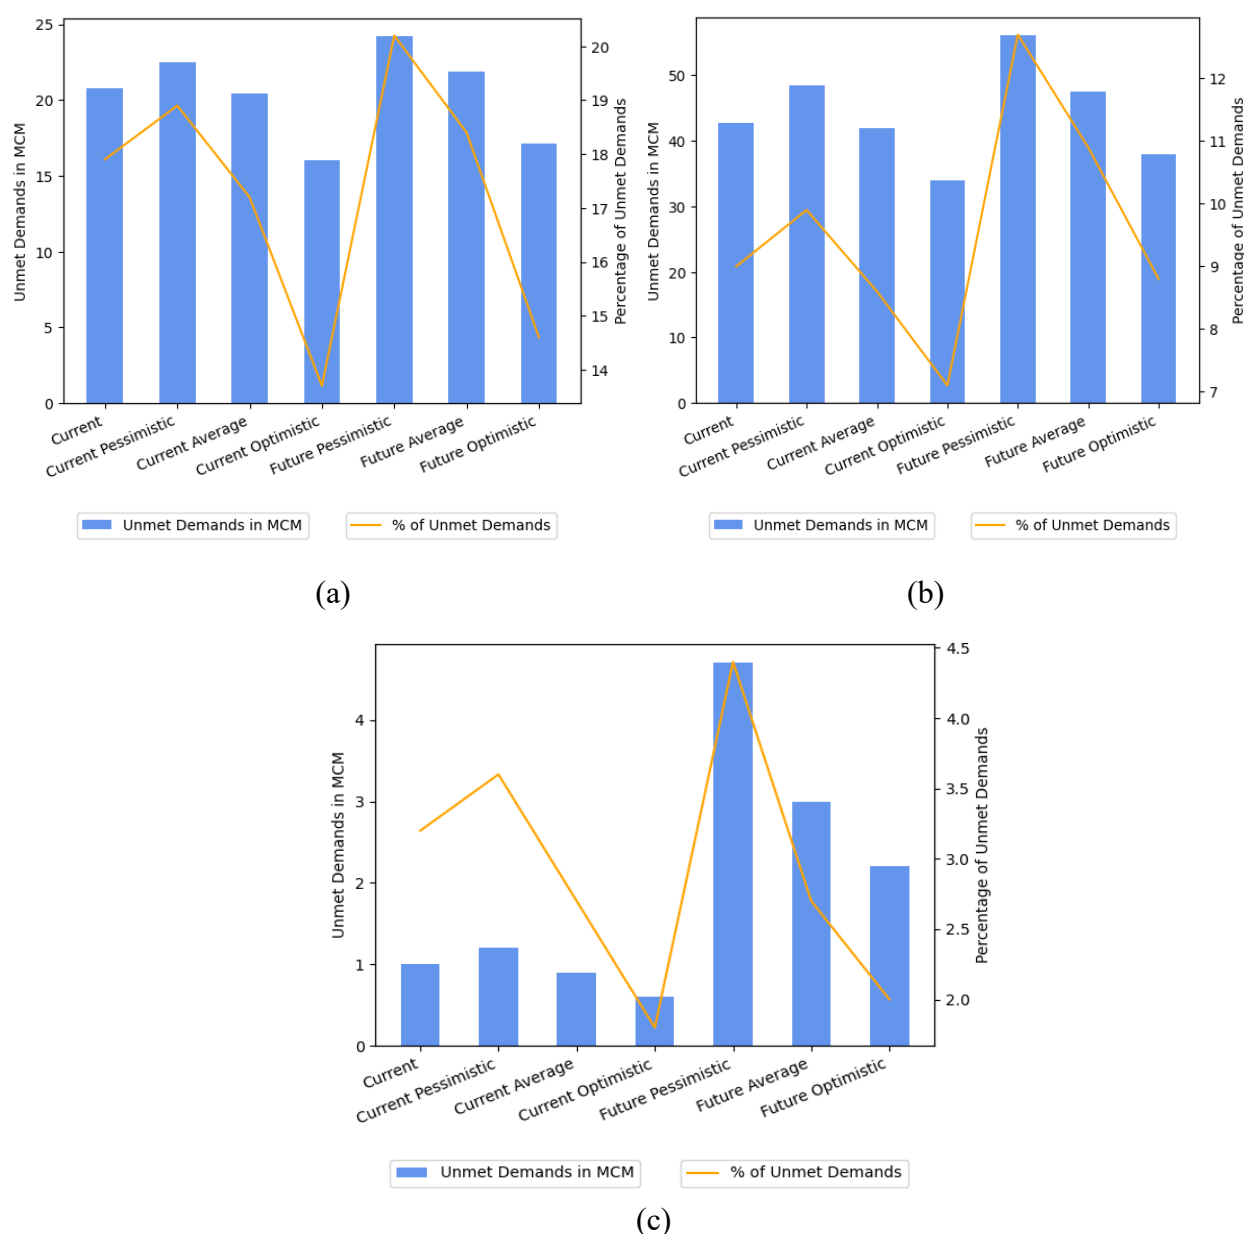 Unmet Demands in MCM
25
20
15
10
5
0
20
19
18
17
16
15
14
Percentage of Unmet Demands
Current
Current Pessimistic
Current Average
Current Optimistic
Future Pessimistic
Future Average
Future Optimistic
Unmet Demands in MCM
% of Unmet Demands
(a)
Unmet Demands in MCM
50
40
30
20
10
0
12
11
10
9
8
7
Percentage of Unmet Demands
Current
Current Pessimistic
Current Average
Current Optimistic
Future Pessimistic
Future Average
Future Optimistic
Unmet Demands in MCM
% of Unmet Demands
(b)
Unmet Demands in MCM
4
3
2
1
0
4.5
4.0
3.5
3.0
2.5
2.0
Percentage of Unmet Demands
Current
Current Pessimistic
Current Average
Current Optimistic
Future Pessimistic
Future Average
Future Optimistic
Unmet Demands in MCM
% of Unmet Demands
(c)